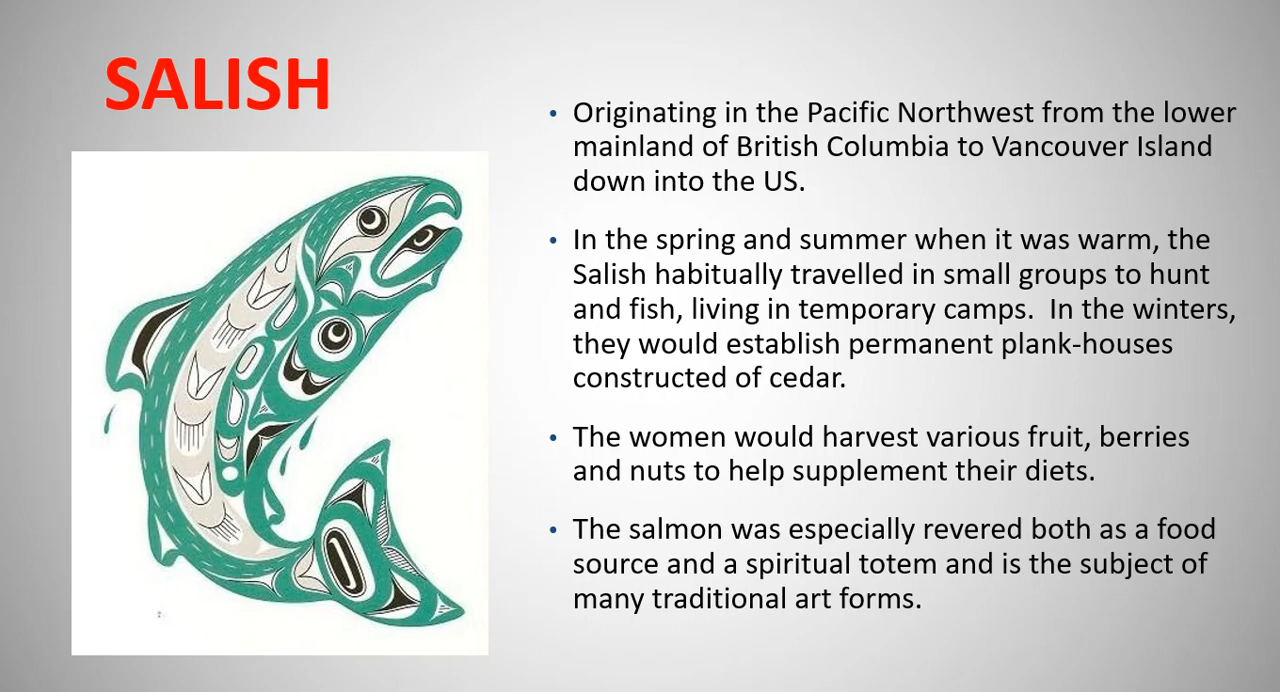 SALISH
• Originating in the Pacific Northwest from the lower
mainland of British Columbia to Vancouver Island
down into the US.
• In the spring and summer when it was warm, the
Salish habitually travelled in small groups to hunt
and fish, living in temporary camps.  In the winters,
they would establish permanent plank-houses
constructed of cedar.
• The women would harvest various fruit, berries
and nuts to help supplement their diets.
• The salmon was especially revered both as a food
source and a spiritual totem and is the subject of
many traditional art forms.